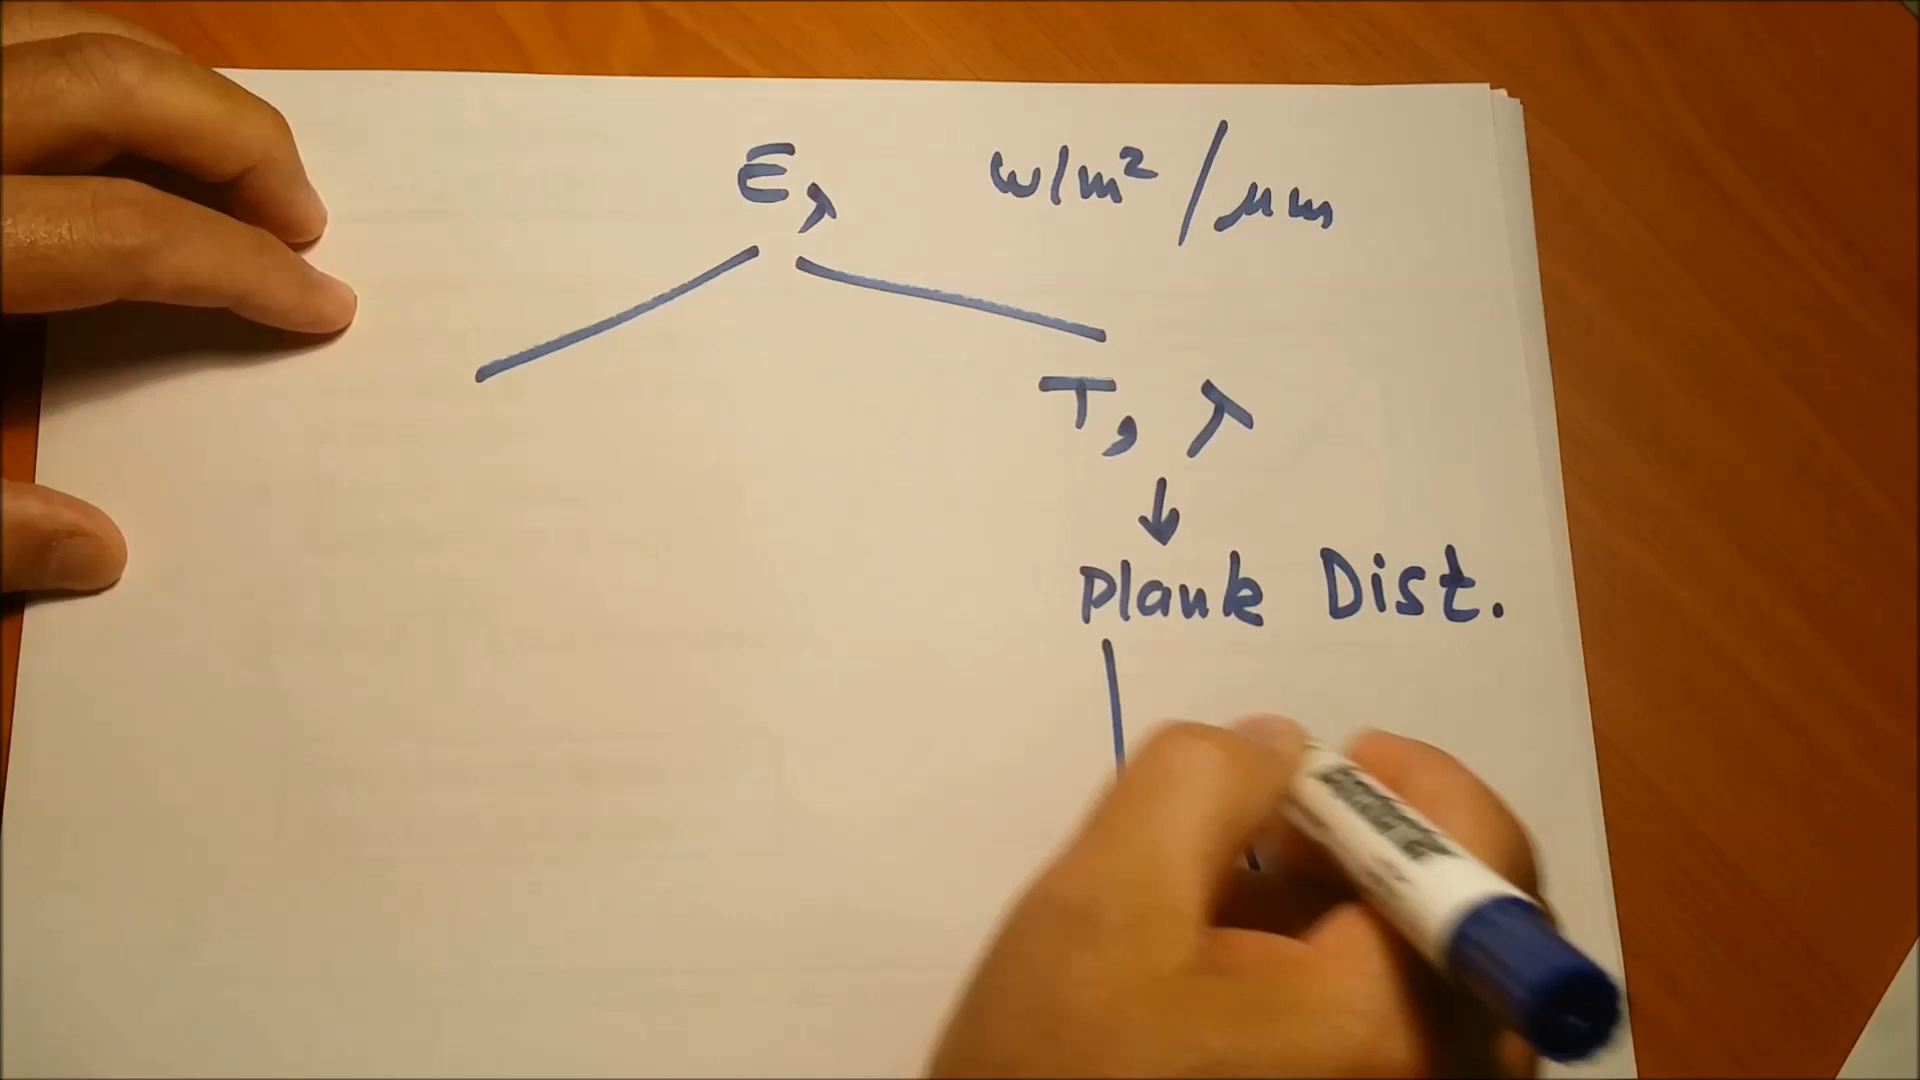 Eλ w/m² / μm
T, λ
↓
Plank Dist.